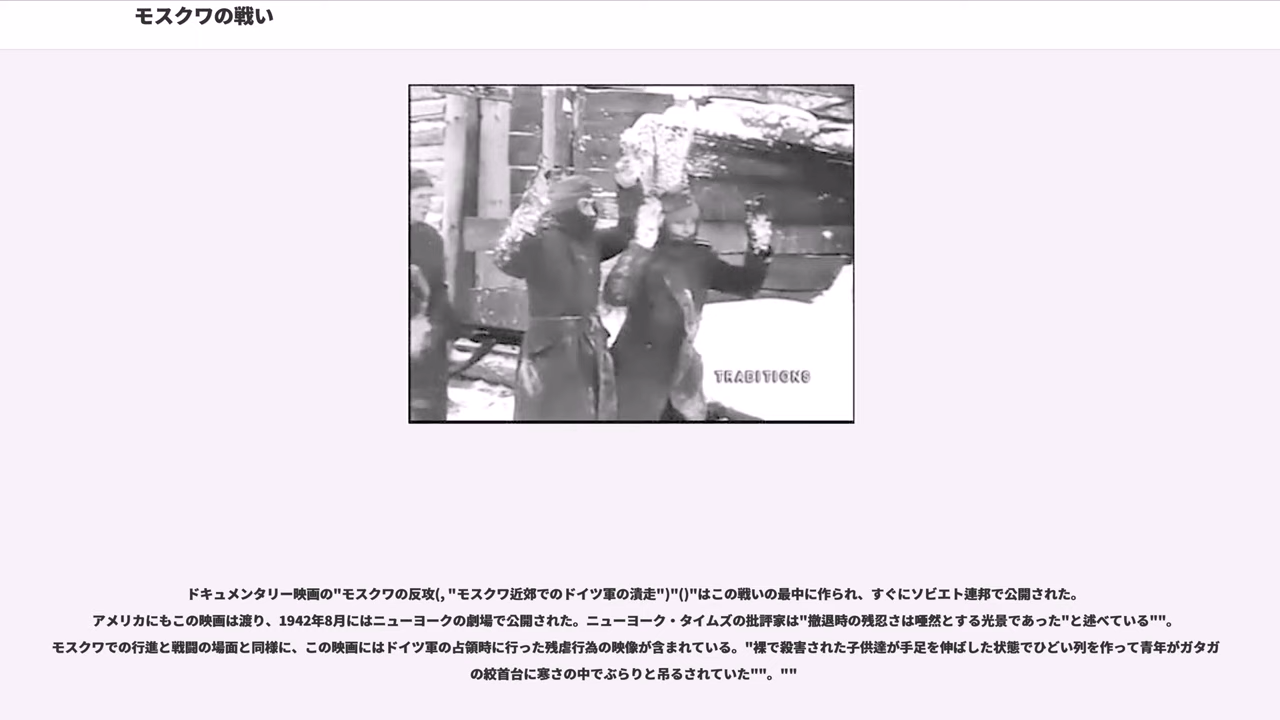 モスクワの戦い
TRADITIONS
ドキュメンタリー映画の"モスクワの反攻(, "モスクワ近郊でのドイツ軍の潰走")"()"はこの戦いの最中に作られ、すぐにソビエト連邦で公開された。
アメリカにもこの映画は渡り、1942年8月にはニューヨークの劇場で公開された。ニューヨーク・タイムズの批評家は"撤退時の残忍さは唖然とする光景であった"と述べている""。
モスクワでの行進と戦闘の場面と同様に、この映画にはドイツ軍の占領時に行った残虐行為の映像が含まれている。"裸で殺害された子供達が手足を伸ばした状態でひどい列を作って青年がガタガ
の絞首台に寒さの中でぶらりと吊るされていた""。""